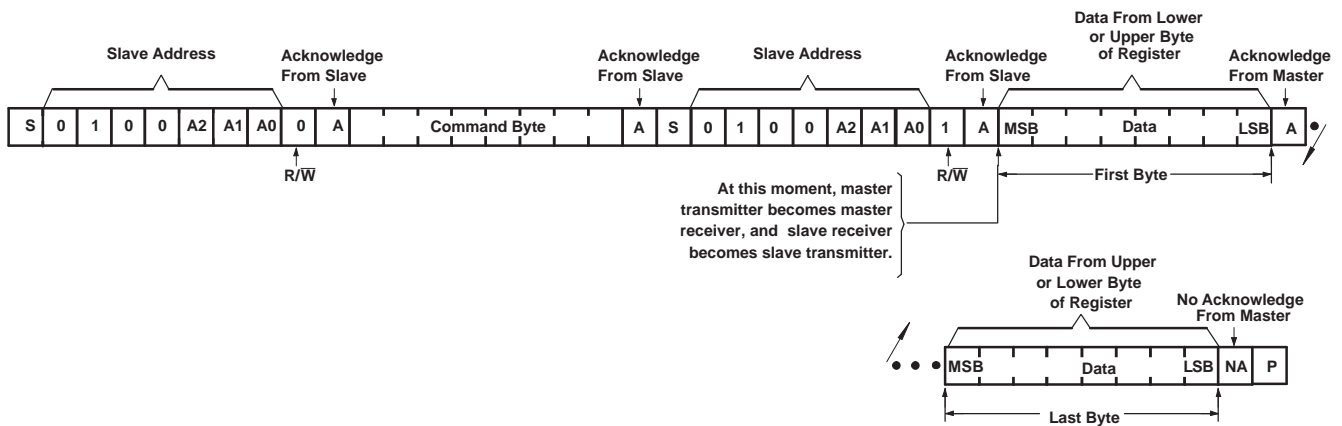 Data From Lower
or Upper Byte
of Register
Slave Address
Acknowledge
From Slave
Acknowledge
From Slave
Slave Address
Acknowledge
From Slave
Acknowledge
From Master
S 0 1 0 0 A2 A1 A0 0 A Command Byte A S 0 1 0 0 A2 A1 A0 1 A MSB Data LSB A
R/W̅
R/W̅
First Byte
At this moment, master
transmitter becomes master
receiver, and slave receiver
becomes slave transmitter.
Data From Upper
or Lower Byte
of Register
No Acknowledge
From Master
MSB Data LSB NA P
Last Byte